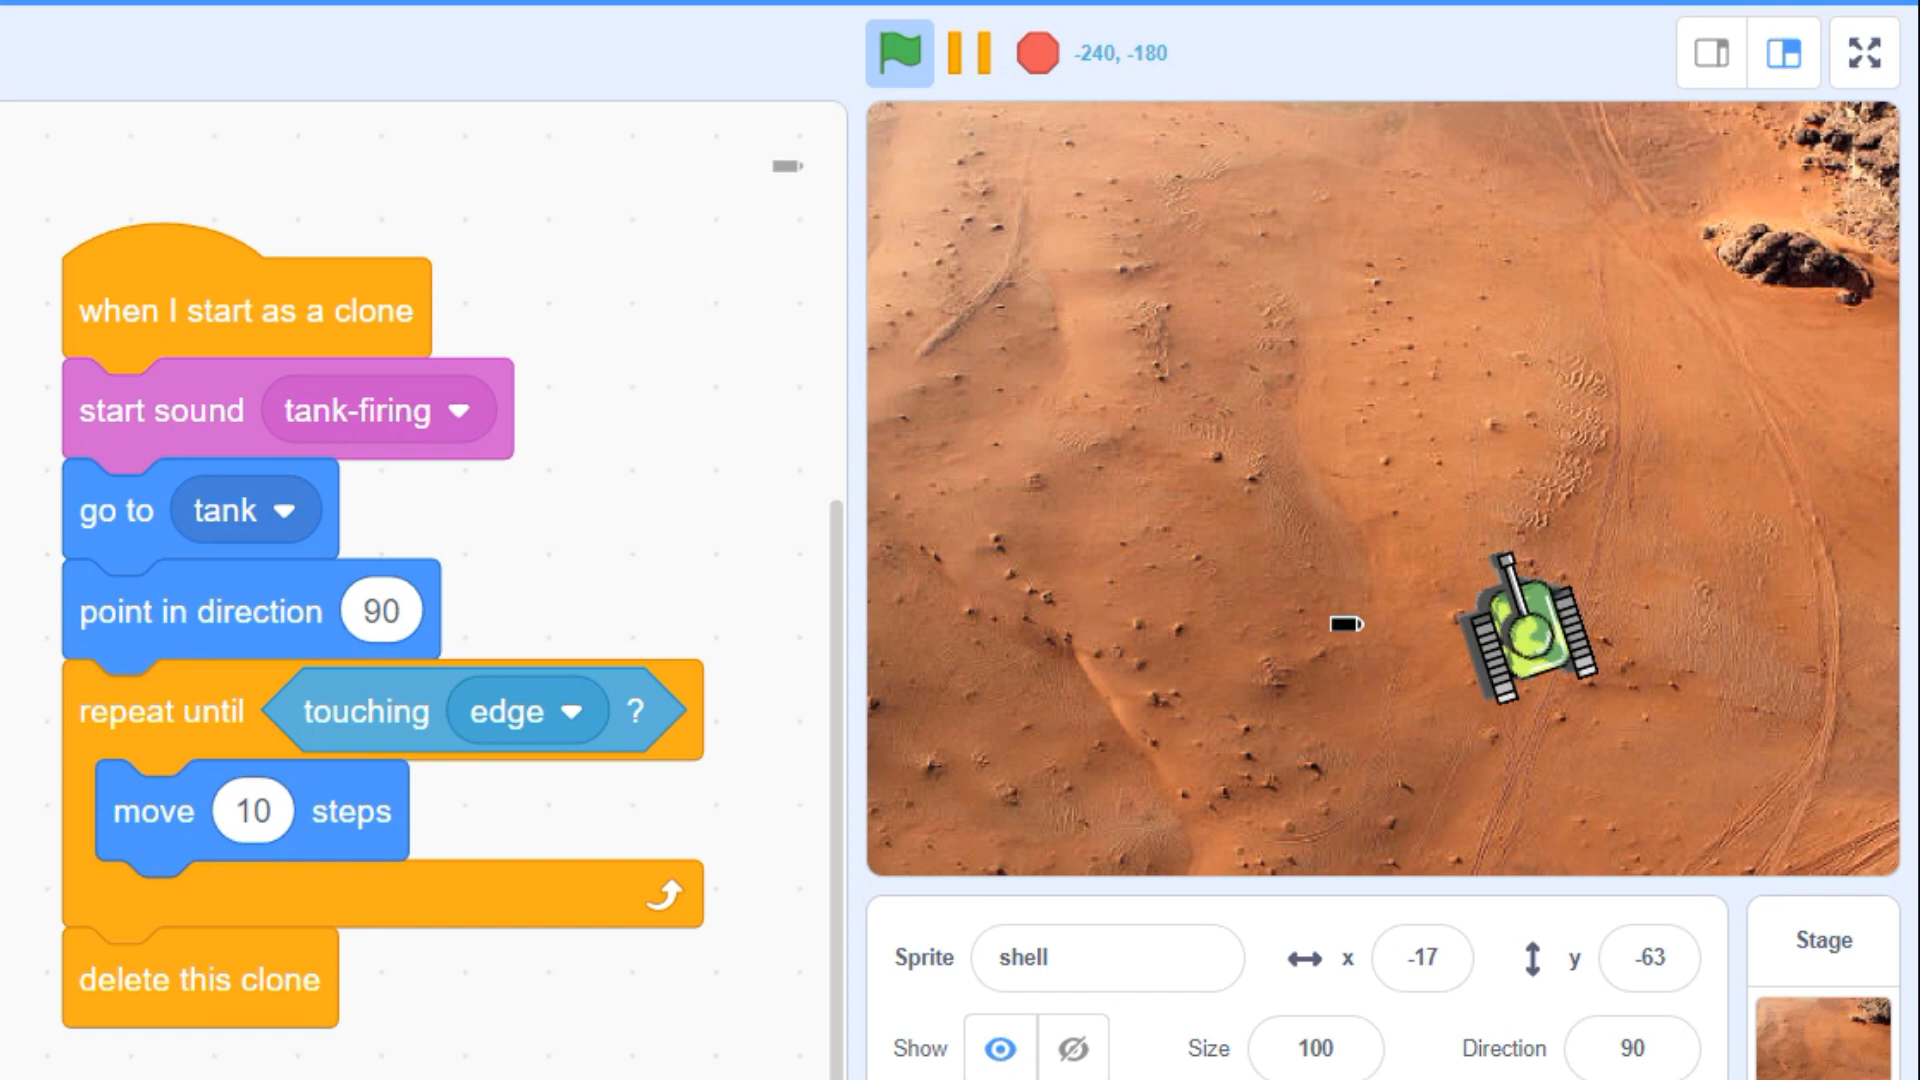 -240, -180
when I start as a clone
start sound tank-firing
go to tank
point in direction 90
repeat until touching edge ?
move 10 steps
delete this clone
Sprite shell x -17 y -63
Show Size 100 Direction 90
Stage